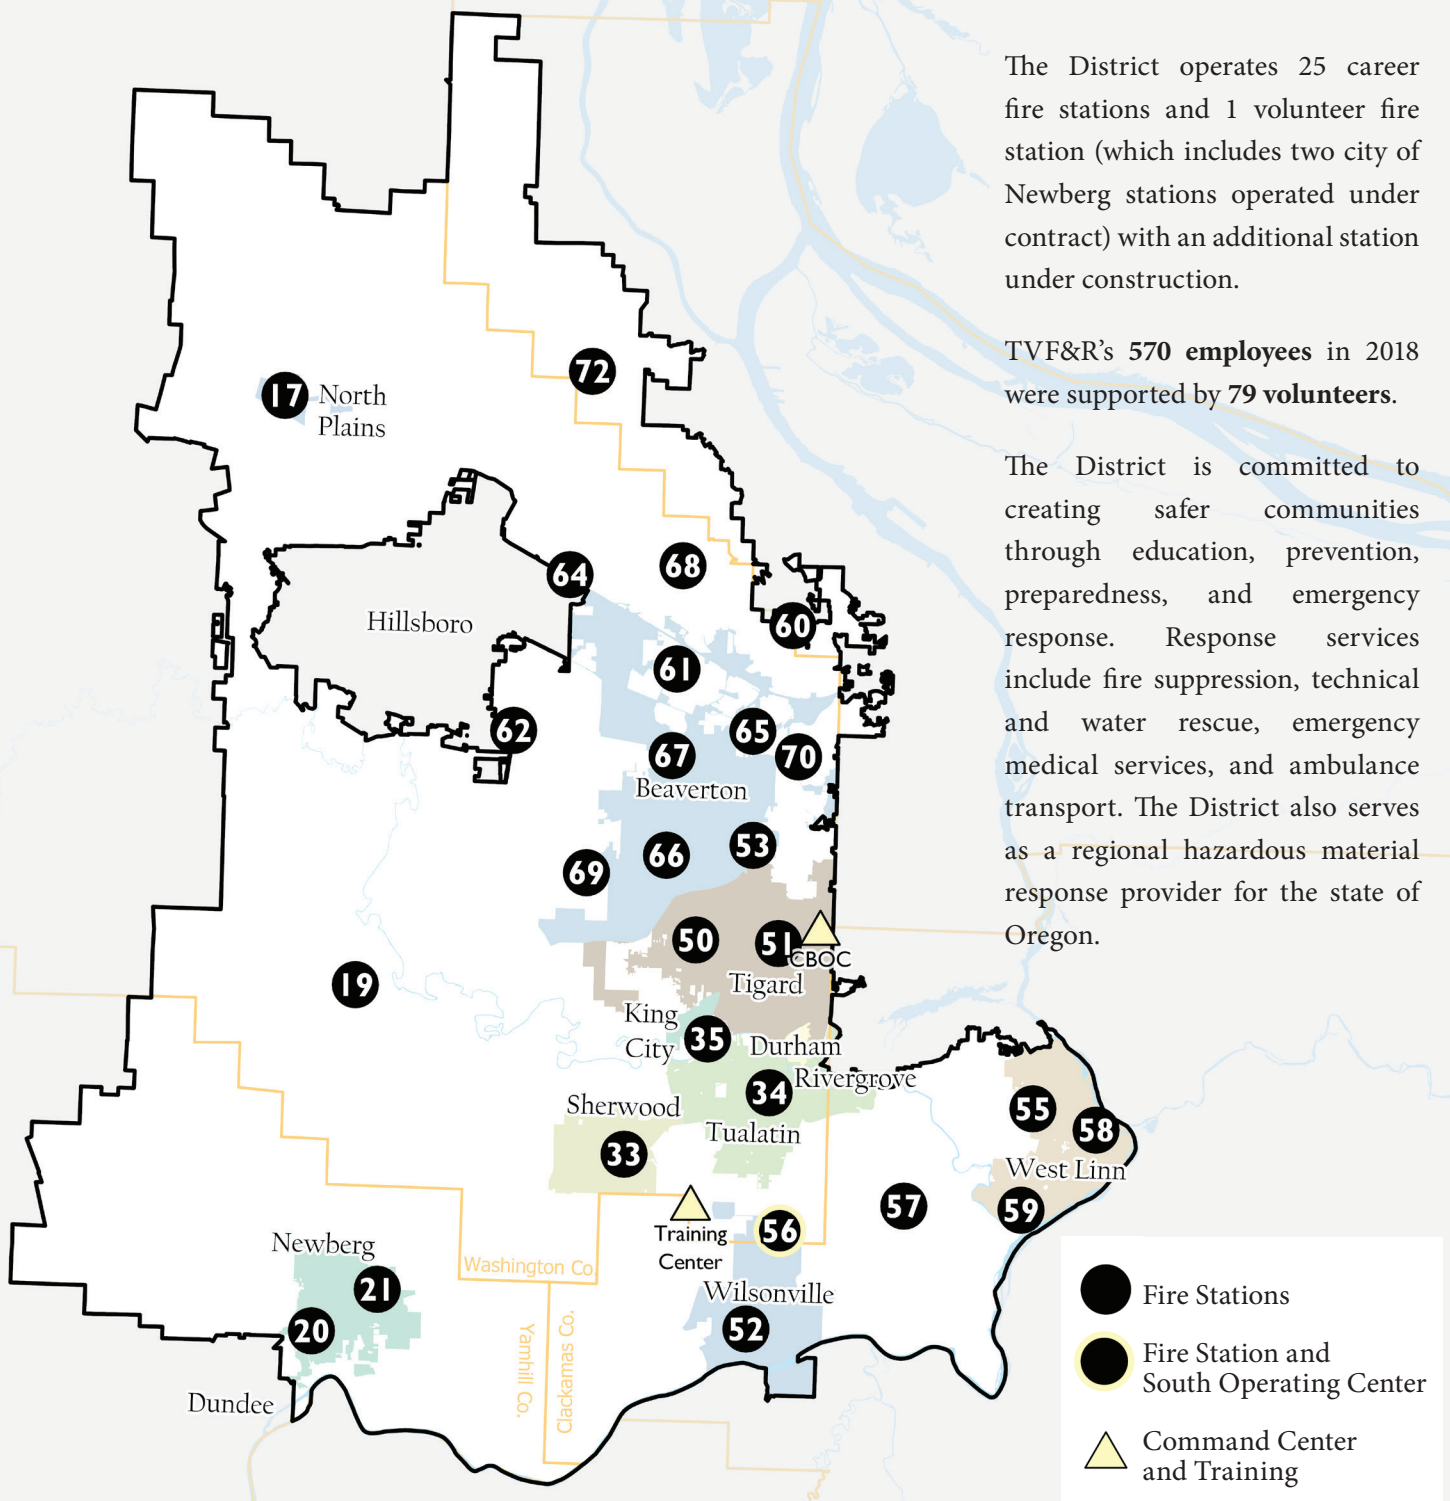 The District operates 25 career
fire stations and 1 volunteer fire
station (which includes two city of
Newberg stations operated under
contract) with an additional station
under construction.
TVF&R's 570 employees in 2018
were supported by 79 volunteers.
The District is committed to
creating safer communities
through education, prevention,
preparedness, and emergency
response. Response services
include fire suppression, technical
and water rescue, emergency
medical services, and ambulance
transport. The District also serves
as a regional hazardous material
response provider for the state of
Oregon.
72
17
North
Plains
64
68
Hillsboro
60
61
62
65
67
70
Beaverton
53
66
69
50
51
CBOC
Tigard
19
King
City
35
Durham
Rivergrove
34
Sherwood
Tualatin
33
55
58
West Linn
59
57
Training
Center
56
Newberg
21
20
Washington Co.
Wilsonville
52
Yamhill Co.
Clackamas Co.
Dundee
Fire Stations
Fire Station and
South Operating Center
Command Center
and Training